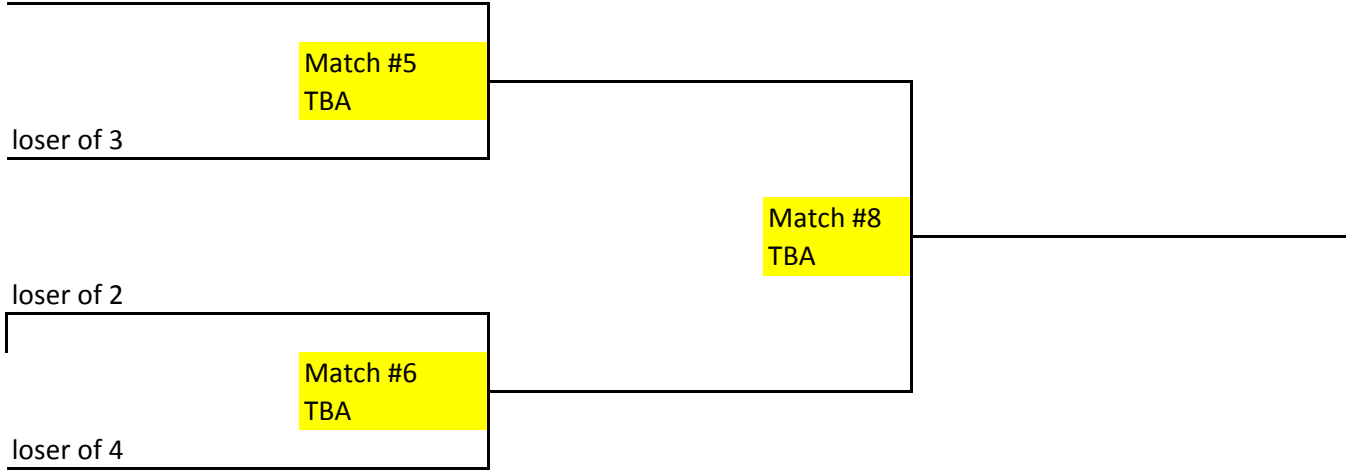 Match #5
TBA
loser of 3
Match #8
TBA
loser of 2
Match #6
TBA
loser of 4